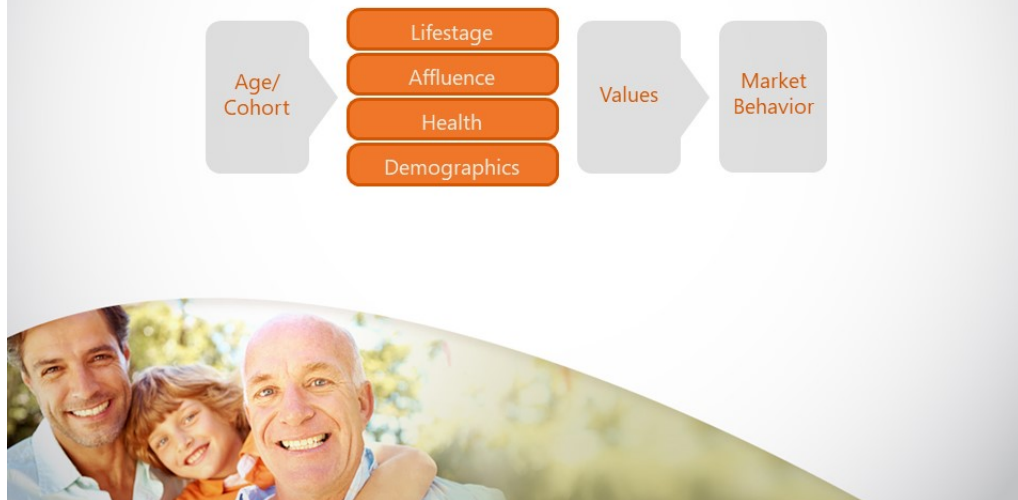 Age/
Cohort
Lifestage
Affluence
Health
Demographics
Values
Market
Behavior